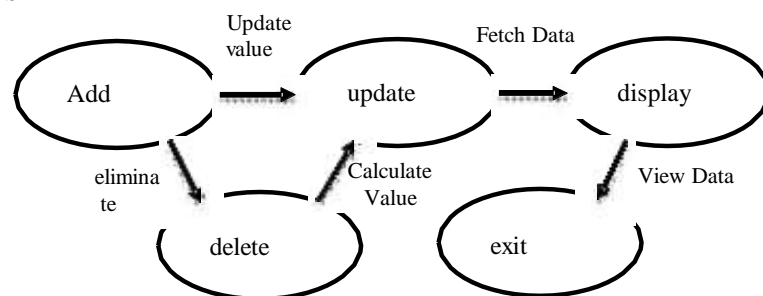 Update
value
Fetch Data
Add
update
display
elimina
te
Calculate
Value
View Data
delete
exit